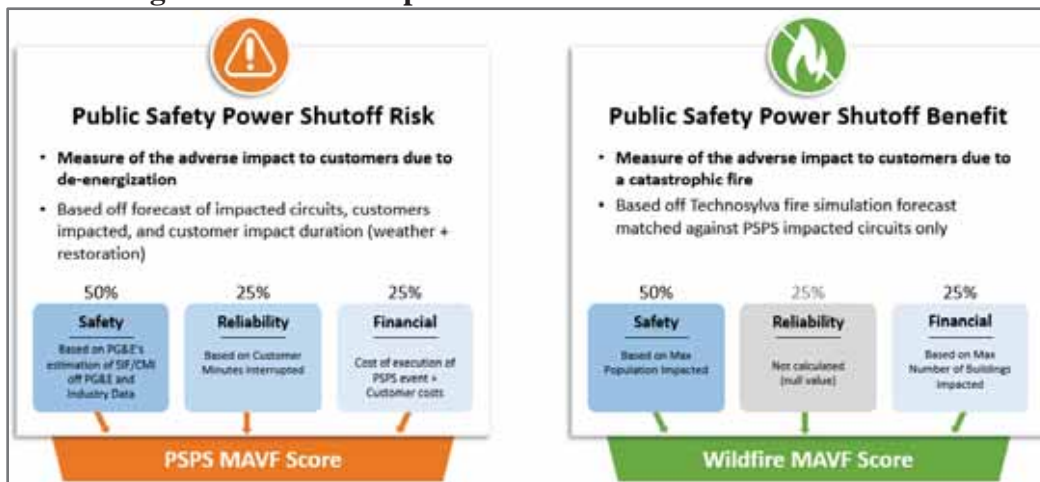 Public Safety Power Shutoff Risk
• Measure of the adverse impact to customers due to
de-energization
• Based off forecast of impacted circuits, customers
impacted, and customer impact duration (weather +
restoration)
50%
Safety
Based on PG&E's
estimation of SIF/CMI
off PG&E and
Industry Data
25%
Reliability
Based on Customer
Minutes Interrupted
25%
Financial
Cost of execution of
PSPS event +
Customer costs
PSPS MAVF Score
Public Safety Power Shutoff Benefit
• Measure of the adverse impact to customers due to
a catastrophic fire
• Based off Technosylva fire simulation forecast
matched against PSPS impacted circuits only
50%
Safety
Based on Max
Population Impacted
25%
Reliability
Not calculated
(null value)
25%
Financial
Based on Max
Number of Buildings
Impacted
Wildfire MAVF Score